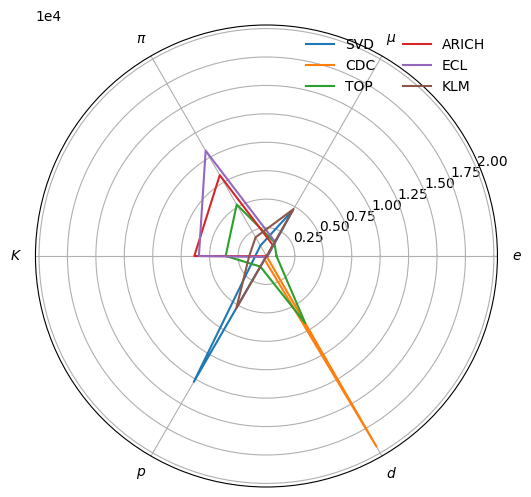 1e4
π
μ
SVD
CDC
TOP
ARICH
ECL
KLM
0.25
0.50
0.75
1.00
1.25
1.50
1.75
2.00
K
e
p
d